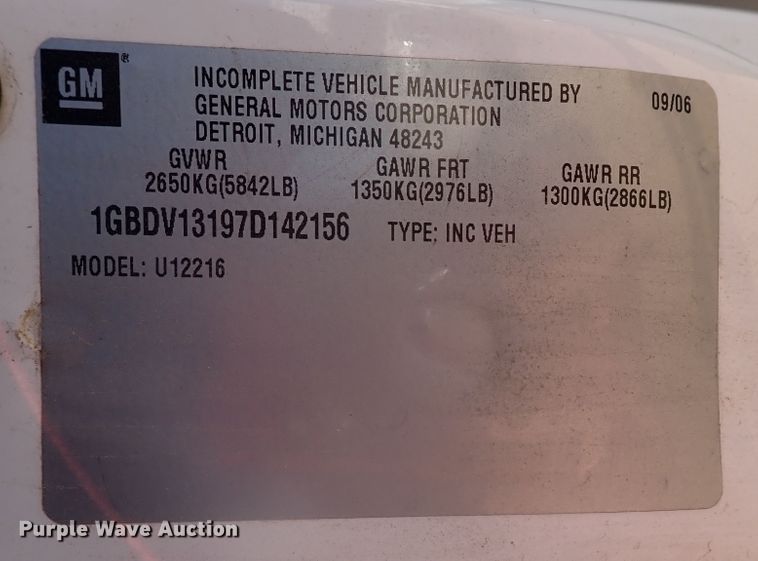 GM®
INCOMPLETE VEHICLE MANUFACTURED BY 09/06
GENERAL MOTORS CORPORATION
DETROIT, MICHIGAN 48243
GVWR GAWR FRT GAWR RR
2650KG(5842LB) 1350KG(2976LB) 1300KG(2866LB)
1GBDV13197D142156 TYPE: INC VEH
MODEL: U12216
Purple Wave Auction